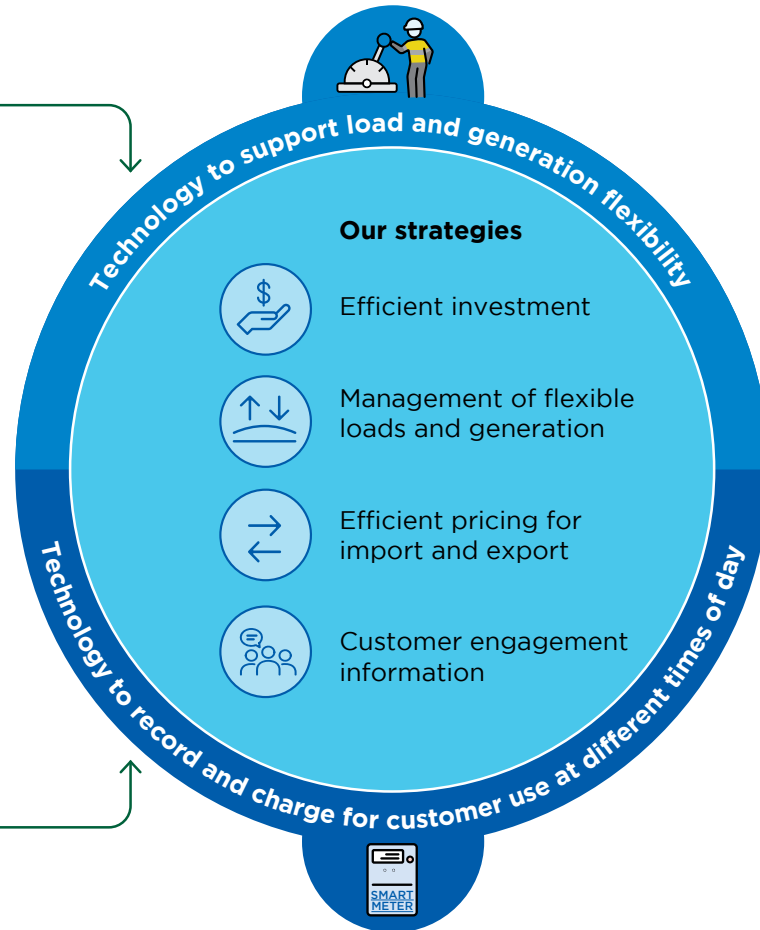 Technology to support load and generation flexibility
Our strategies
$
Efficient investment
Management of flexible
loads and generation
Efficient pricing for
import and export
Customer engagement
information
Technology to record and charge for customer use at different times of day
SMART
METER